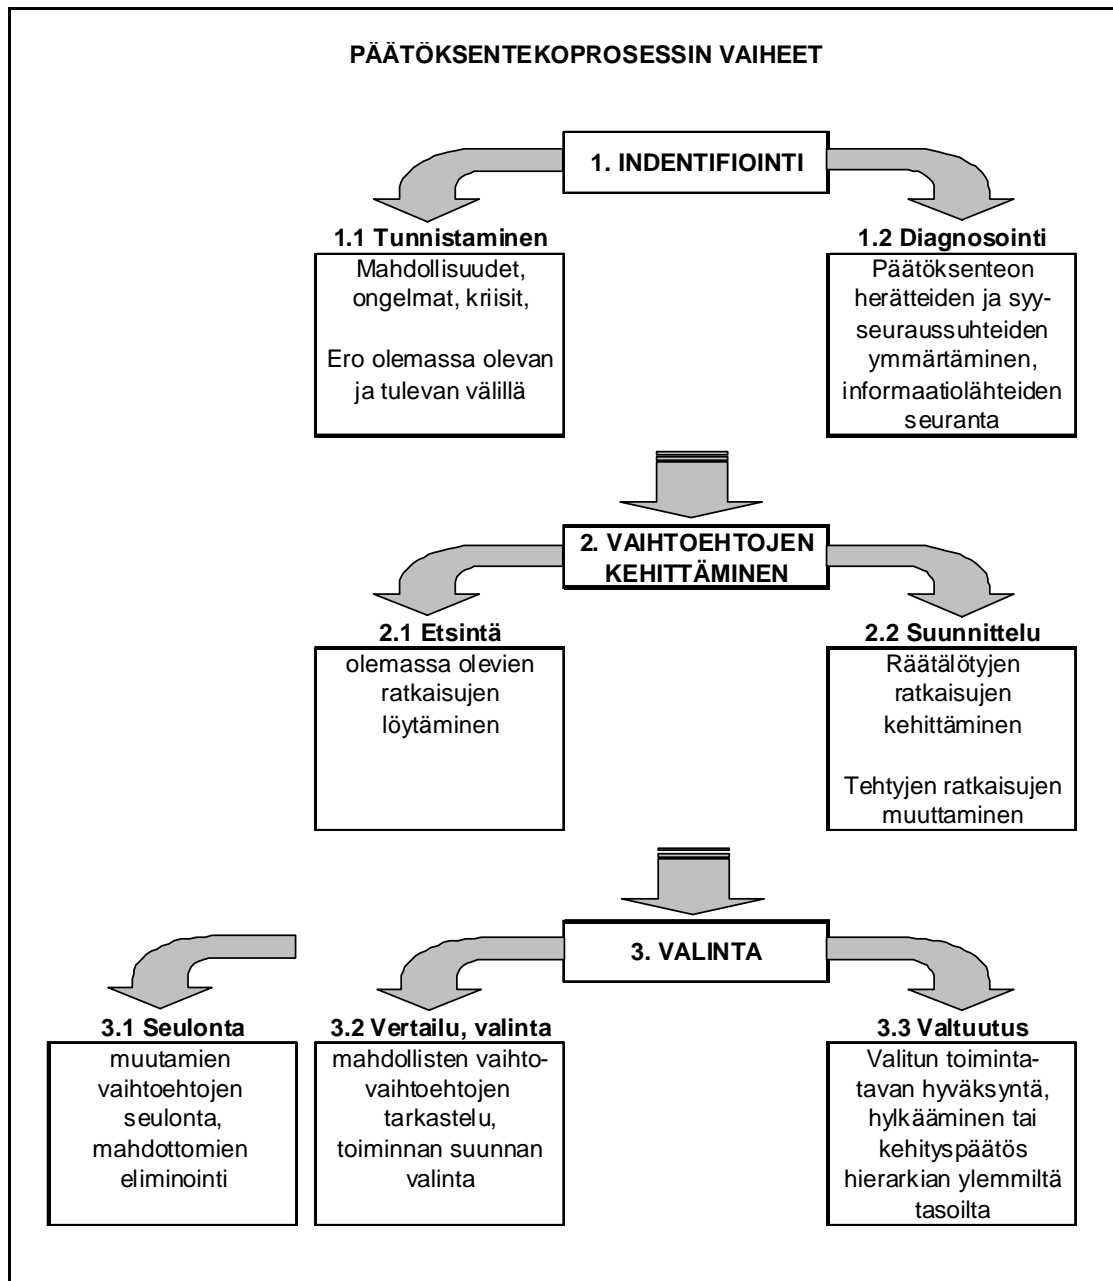 PÄÄTÖKSENTEKOPROSESSIN VAIHEET
1. INDENTIFIOINTI
1.1 Tunnistaminen
Mahdollisuudet,
ongelmat, kriisit,
Ero olemassa olevan
ja tulevan välillä
1.2 Diagnosointi
Päätöksenteon
herätteiden ja syy-
seuraussuhteiden
ymmärtäminen,
informaatiolähteiden
seuranta
2. VAIHTOEHTOJEN
KEHITTÄMINEN
2.1 Etsintä
olemassa olevien
ratkaisujen
löytäminen
2.2 Suunnittelu
Räätälötyjen
ratkaisujen
kehittäminen
Tehtyjen ratkaisujen
muuttaminen
3. VALINTA
3.1 Seulonta
muutamien
vaihtoehtojen
seulonta,
mahdottomien
eliminointi
3.2 Vertailu, valinta
mahdollisten vaihto-
vaihtoehtojen
tarkastelu,
toiminnan suunnan
valinta
3.3 Valtuutus
Valitun toiminta-
tavan hyväksyntä,
hylkääminen tai
kehityspäätös
hierarkian ylemmiltä
tasoilta